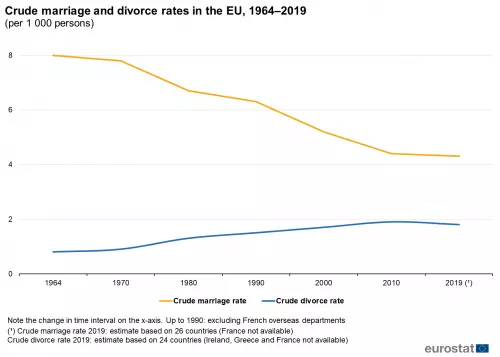 Crude marriage and divorce rates in the EU, 1964–2019
(per 1 000 persons)
8
6
4
2
0
1964 1970 1980 1990 2000 2010 2019 (¹)
Crude marriage rate Crude divorce rate
Note the change in time interval on the x-axis. Up to 1990: excluding French overseas departments
(¹) Crude marriage rate 2019: estimate based on 26 countries (France not available)
Crude divorce rate 2019: estimate based on 24 countries (Ireland, Greece and France not available)
eurostat